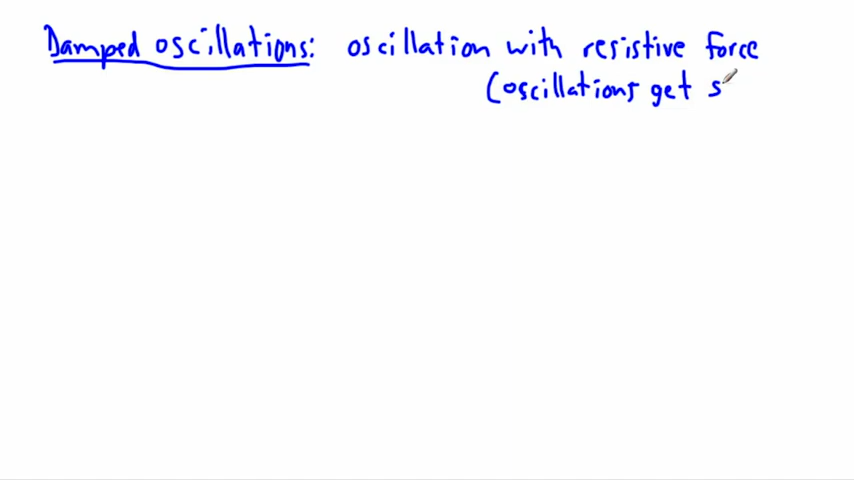 Damped oscillations: oscillation with resistive force
(oscillations get s